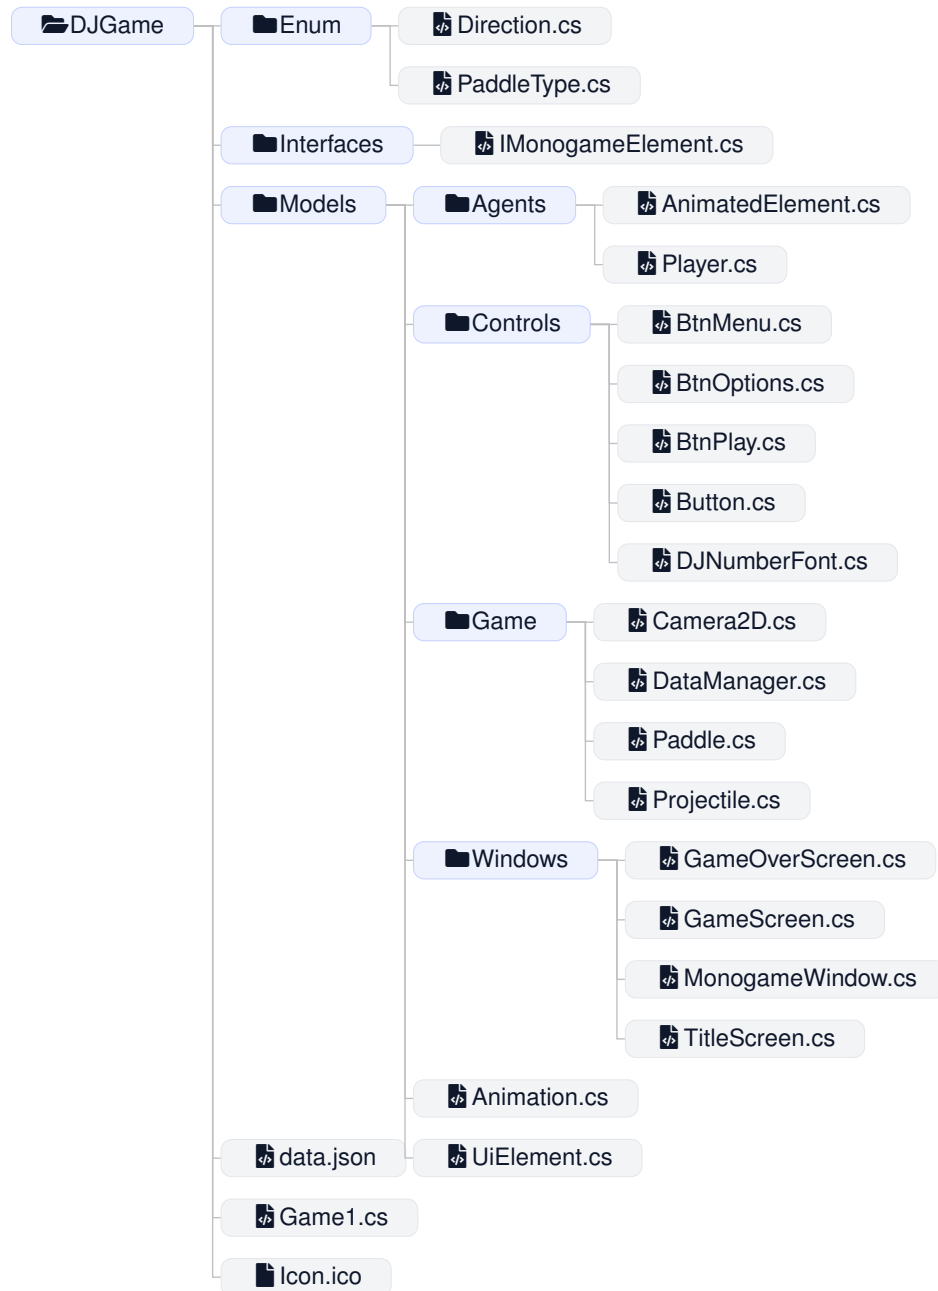 DJGame
Enum
Direction.cs
PaddleType.cs
Interfaces
IMonogameElement.cs
Models
Agents
AnimatedElement.cs
Player.cs
Controls
BtnMenu.cs
BtnOptions.cs
BtnPlay.cs
Button.cs
DJNumberFont.cs
Game
Camera2D.cs
DataManager.cs
Paddle.cs
Projectile.cs
Windows
GameOverScreen.cs
GameScreen.cs
MonogameWindow.cs
TitleScreen.cs
Animation.cs
UiElement.cs
data.json
Game1.cs
Icon.ico